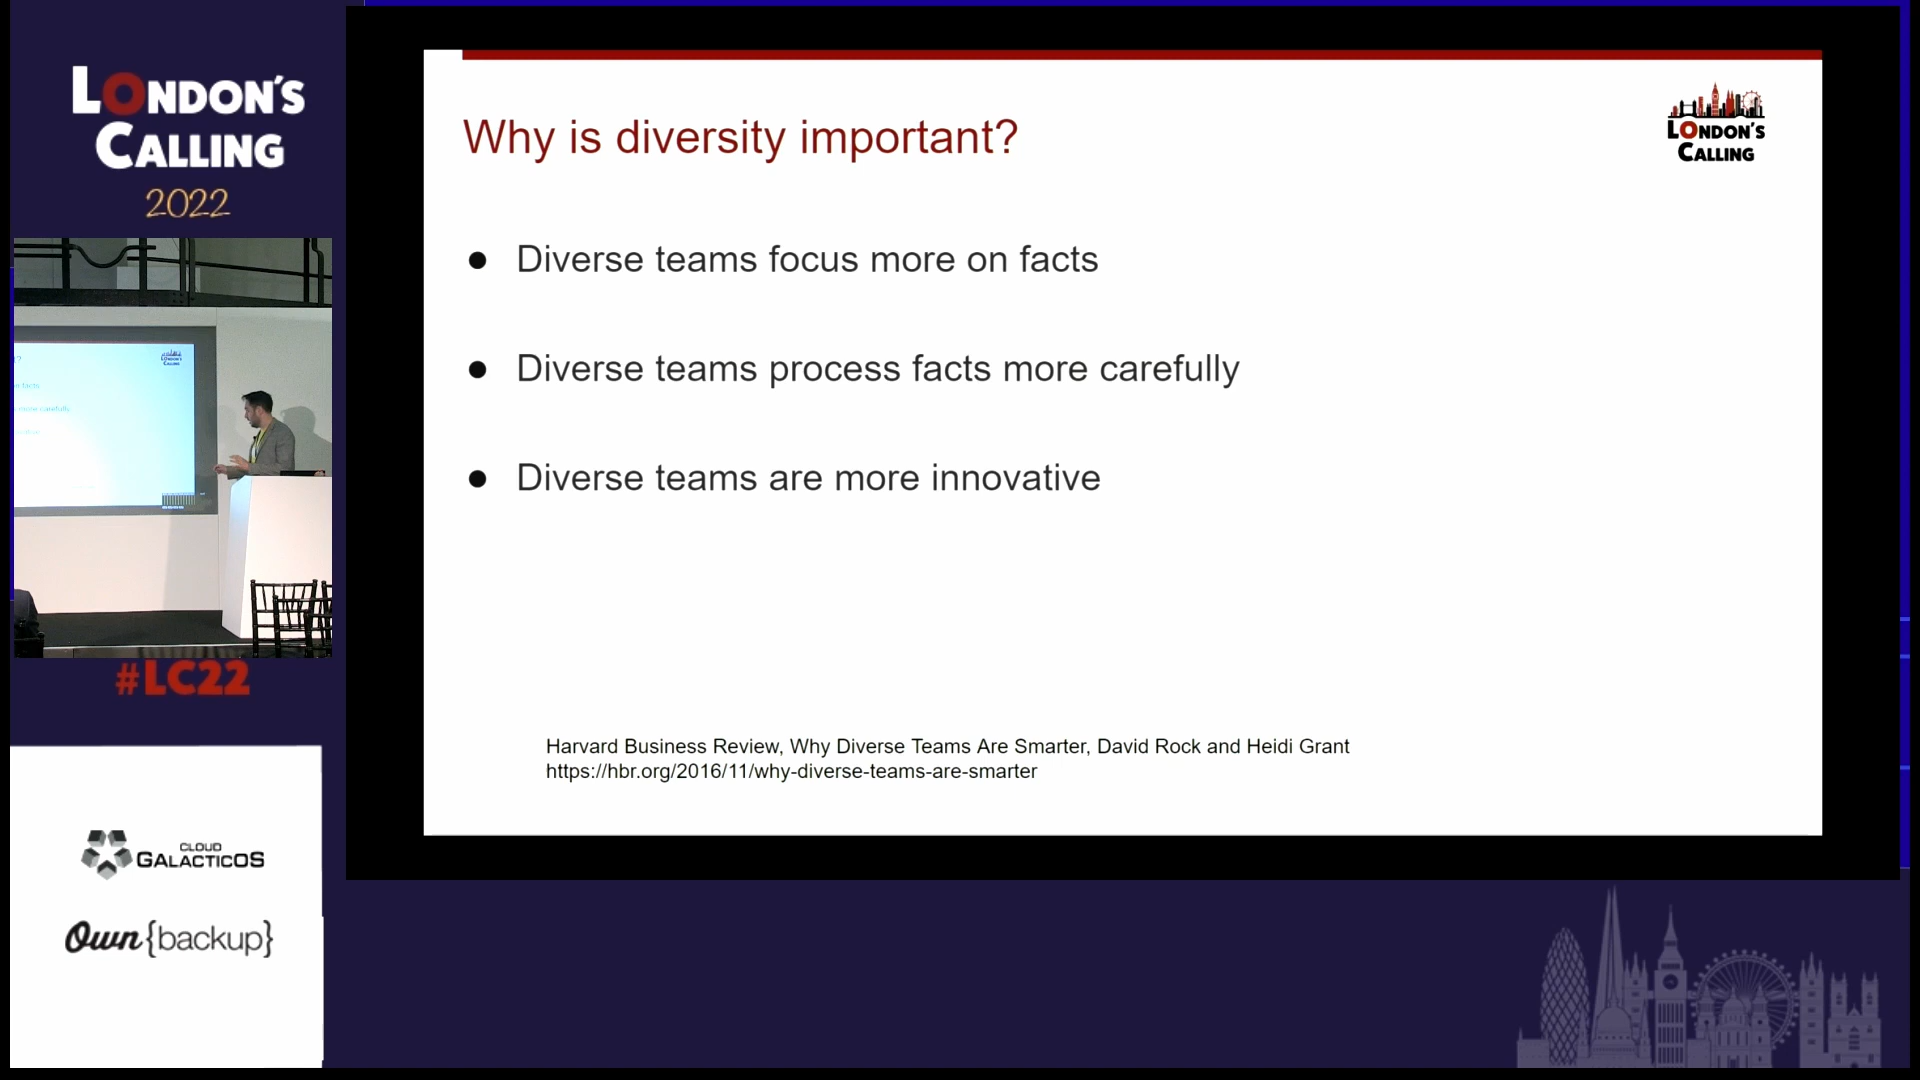 LONDON'S
CALLING
2022
#LC22
CLOUD
GALACTICOS
Own{backup}
Why is diversity important?
LONDON'S
CALLING
● Diverse teams focus more on facts
● Diverse teams process facts more carefully
● Diverse teams are more innovative
Harvard Business Review, Why Diverse Teams Are Smarter, David Rock and Heidi Grant
https://hbr.org/2016/11/why-diverse-teams-are-smarter